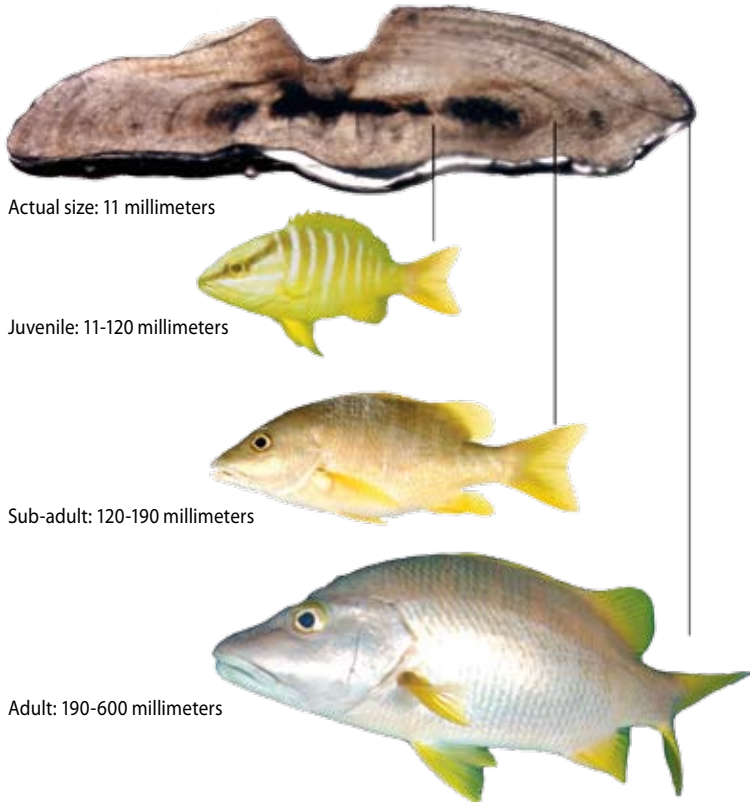 Actual size: 11 millimeters
Juvenile: 11-120 millimeters
Sub-adult: 120-190 millimeters
Adult: 190-600 millimeters